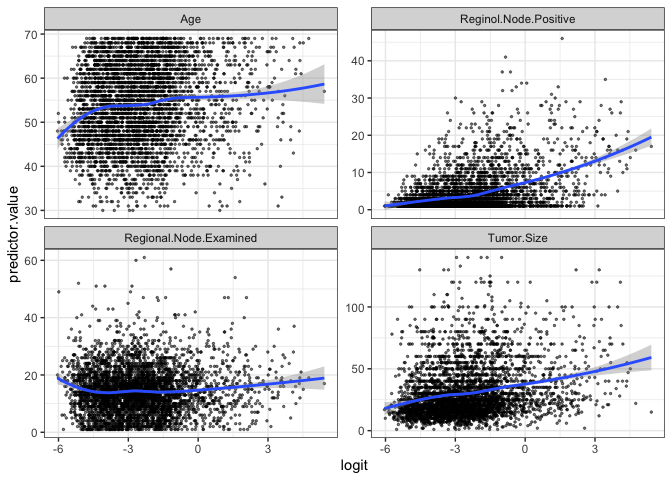 Age
Reginol.Node.Positive
70
60
50
40
30
40
30
20
10
0
predictor.value
Regional.Node.Examined
Tumor.Size
60
40
20
0
100
50
0
-6 -3 0 3
-6 -3 0 3
logit